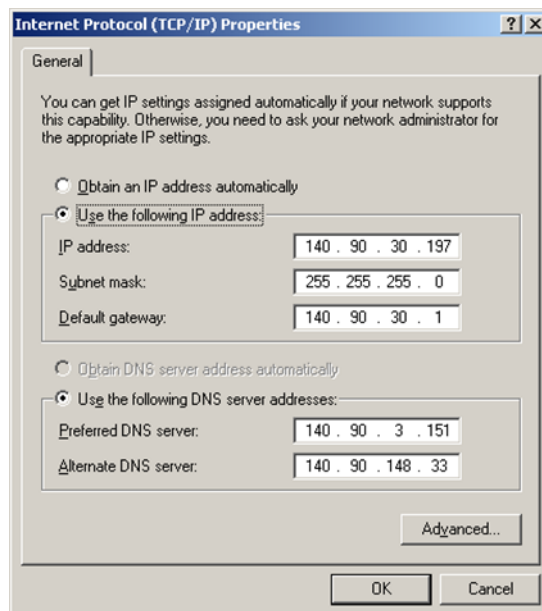 Internet Protocol (TCP/IP) Properties
General
You can get IP settings assigned automatically if your network supports
this capability. Otherwise, you need to ask your network administrator for
the appropriate IP settings.
Obtain an IP address automatically
Use the following IP address:
IP address: 140 . 90 . 30 . 197
Subnet mask: 255 . 255 . 255 . 0
Default gateway: 140 . 90 . 30 . 1
Obtain DNS server address automatically
Use the following DNS server addresses:
Preferred DNS server: 140 . 90 . 3 . 151
Alternate DNS server: 140 . 90 . 148 . 33
Advanced...
OK Cancel